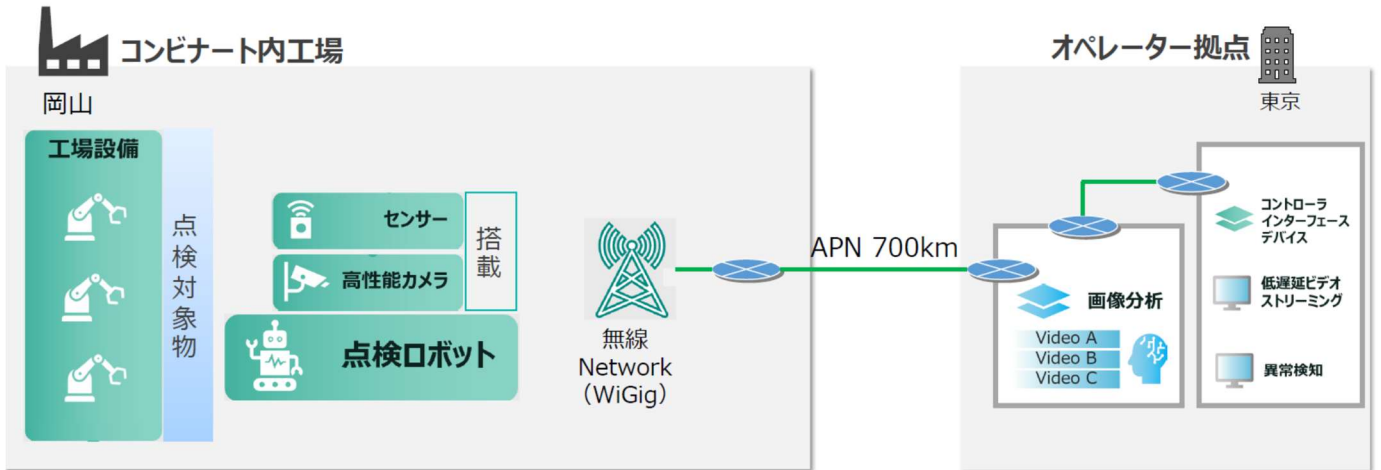 コンビナート内工場
岡山
工場設備
点検対象物
センサー
高性能カメラ
搭載
点検ロボット
無線
Network
（WiGig）
APN 700km
オペレーター拠点
東京
画像分析
Video A
Video B
Video C
コントローラ
インターフェース
デバイス
低遅延ビデオ
ストリーミング
異常検知